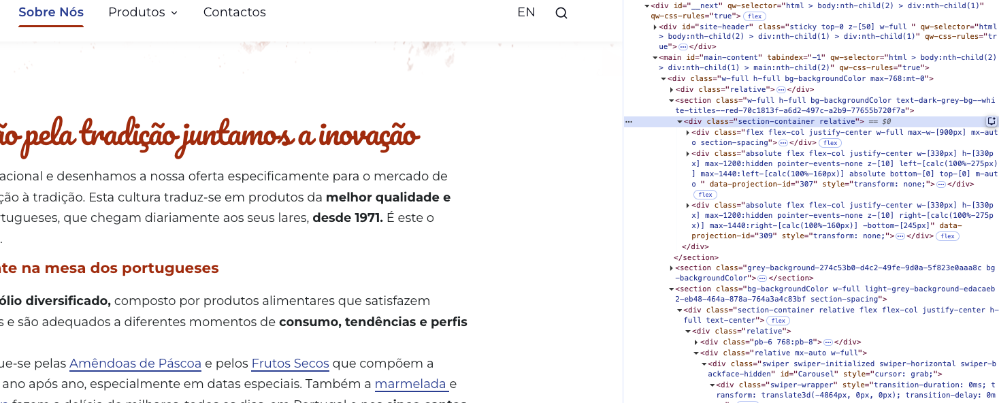 Sobre Nós Produtos Contactos EN
ão pela tradição juntamos a inovação
acional e desenhamos a nossa oferta especificamente para o mercado de
ção à tradição. Esta cultura traduz-se em produtos da melhor qualidade e
rtugueses, que chegam diariamente aos seus lares, desde 1971. É este o
.
nte na mesa dos portugueses
ólio diversificado, composto por produtos alimentares que satisfazem
s e são adequados a diferentes momentos de consumo, tendências e perfis
ue-se pelas Amêndoas de Páscoa e pelos Frutos Secos que compõem a
ano após ano, especialmente em datas especiais. Também a marmelada e
<div id="__next" qw-selector="html > body:nth-child(2) > div:nth-child(1)"
qw-css-rules="true"> flex
<div id="site-header" class="sticky top-0 z-[50] w-full " qw-selector="html
> body:nth-child(2) > div:nth-child(1) > div:nth-child(1)" qw-css-rules="tr
ue"> … </div>
<main id="main-content" tabindex="-1" qw-selector="html > body:nth-child(2)
> div:nth-child(1) > main:nth-child(2)" qw-css-rules="true">
<div class="w-full h-full bg-backgroundColor max-768:mt-0">
<div class="relative"> … </div>
<section class="w-full h-full bg-backgroundColor text-dark-grey-bg--whi
te-titles--red-70c1813f-a6d2-497c-a2b9-77655b720f7a">
… <div class="section-container relative"> == $0
<div class="flex flex-col justify-center w-full max-w-[900px] mx-aut
o section-spacing"> … </div> flex
<div class="absolute flex flex-col justify-center w-[330px] h-[330p
x] max-1200:hidden pointer-events-none z-[10] left-[calc(100%-275px)
] max-1440:left-[calc(100%-160px)] absolute bottom-[0] top-[0] m-aut
o " data-projection-id="307" style="transform: none;"> … </div>
flex
<div class="absolute flex flex-col justify-center w-[330px] h-[330p
x] max-1200:hidden pointer-events-none z-[10] right-[calc(100%-275p
x)] max-1440:right-[calc(100%-160px)] -bottom-[245px]" data-
projection-id="309" style="transform: none;"> … </div> flex
</div>
</section>
<section class="grey-background-274c53b0-d4c2-49fe-9d0a-5f823e0aaa8c bg
-backgroundColor"> … </section>
<section class="bg-backgroundColor w-full light-grey-background-edacaeb
2-eb48-464a-878a-764a3a4c83bf section-spacing">
<div class="section-container relative flex flex-col justify-center h-
full text-center"> flex
<div class="relative">
<div class="pb-6 768:pb-8"> … </div>
<div class="relative mx-auto w-full">
<div class="swiper swiper-initialized swiper-horizontal swiper-b
ackface-hidden" id="Carousel" style="cursor: grab;">
<div class="swiper-wrapper" style="transition-duration: 0ms; t
ransform: translate3d(-4864px, 0px, 0px); transition-delay: 0m